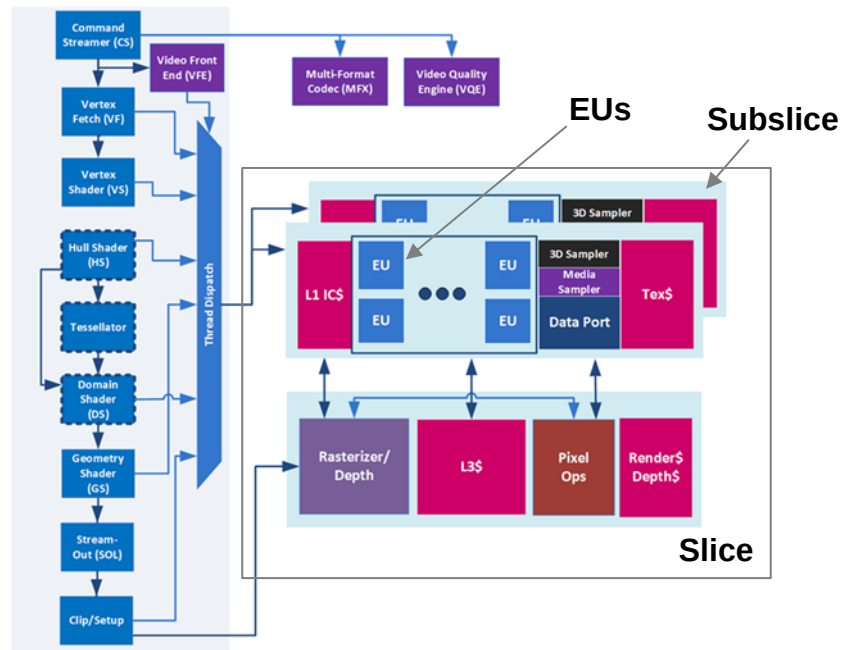 Command
Streamer (CS)
Video Front
End (VFE)
Multi-Format
Codec (MFX)
Video Quality
Engine (VQE)
Vertex
Fetch (VF)
Vertex
Shader (VS)
Hull Shader
(HS)
Tessellator
Domain
Shader
(DS)
Geometry
Shader
(GS)
Stream-
Out (SOL)
Clip/Setup
Thread Dispatch
EUs
Subslice
EU
EU
3D Sampler
L1 IC$
EU
EU
EU
EU
3D Sampler
Media
Sampler
Data Port
Tex$
Rasterizer/
Depth
L3$
Pixel
Ops
Render$
Depth$
Slice